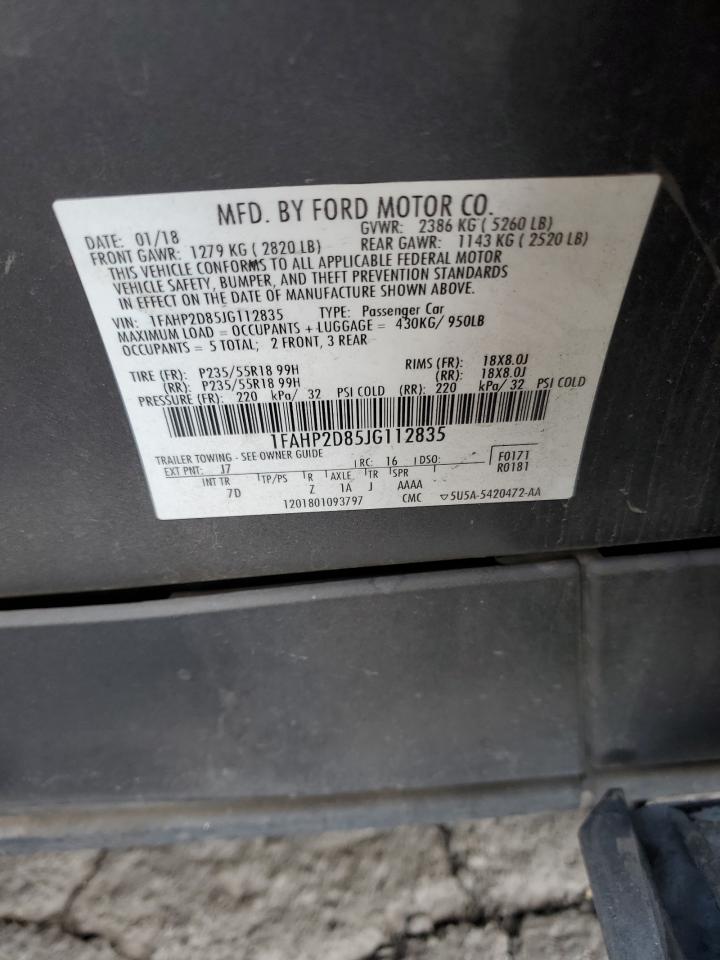 MFD. BY FORD MOTOR CO.
DATE: 01/18 GVWR: 2386 KG ( 5260 LB)
FRONT GAWR: 1279 KG ( 2820 LB) REAR GAWR: 1143 KG ( 2520 LB)
THIS VEHICLE CONFORMS TO ALL APPLICABLE FEDERAL MOTOR
VEHICLE SAFETY, BUMPER, AND THEFT PREVENTION STANDARDS
IN EFFECT ON THE DATE OF MANUFACTURE SHOWN ABOVE.
VIN: 1FAHP2D85JG112835 TYPE: Passenger Car
MAXIMUM LOAD = OCCUPANTS + LUGGAGE = 430KG/ 950LB
OCCUPANTS = 5 TOTAL; 2 FRONT, 3 REAR
TIRE (FR): P235/55R18 99H RIMS (FR): 18X8.0J
(RR): P235/55R18 99H (RR): 18X8.0J
PRESSURE (FR): 220 kPa/ 32 PSI COLD (RR): 220 kPa/ 32 PSI COLD
1FAHP2D85JG112835
TRAILER TOWING - SEE OWNER GUIDE
EXT PNT: J7 RC: 16 DSO: F0171
R0181
INT TR TP/PS R AXLE TR SPR
7D Z 1A J AAAA
1201801093797 CMC ▽5U5A-5420472-AA